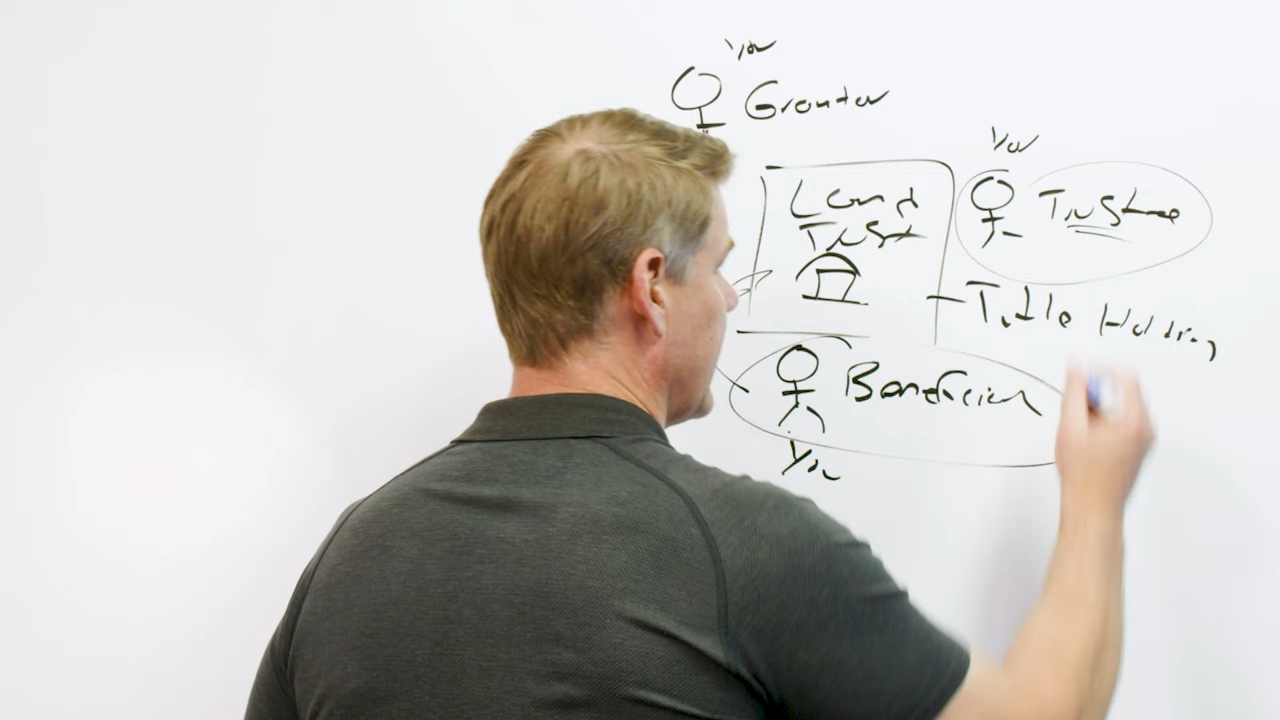 You
Grantor
You
Trustee
Land
Trust
Title Holding
Beneficiary
You